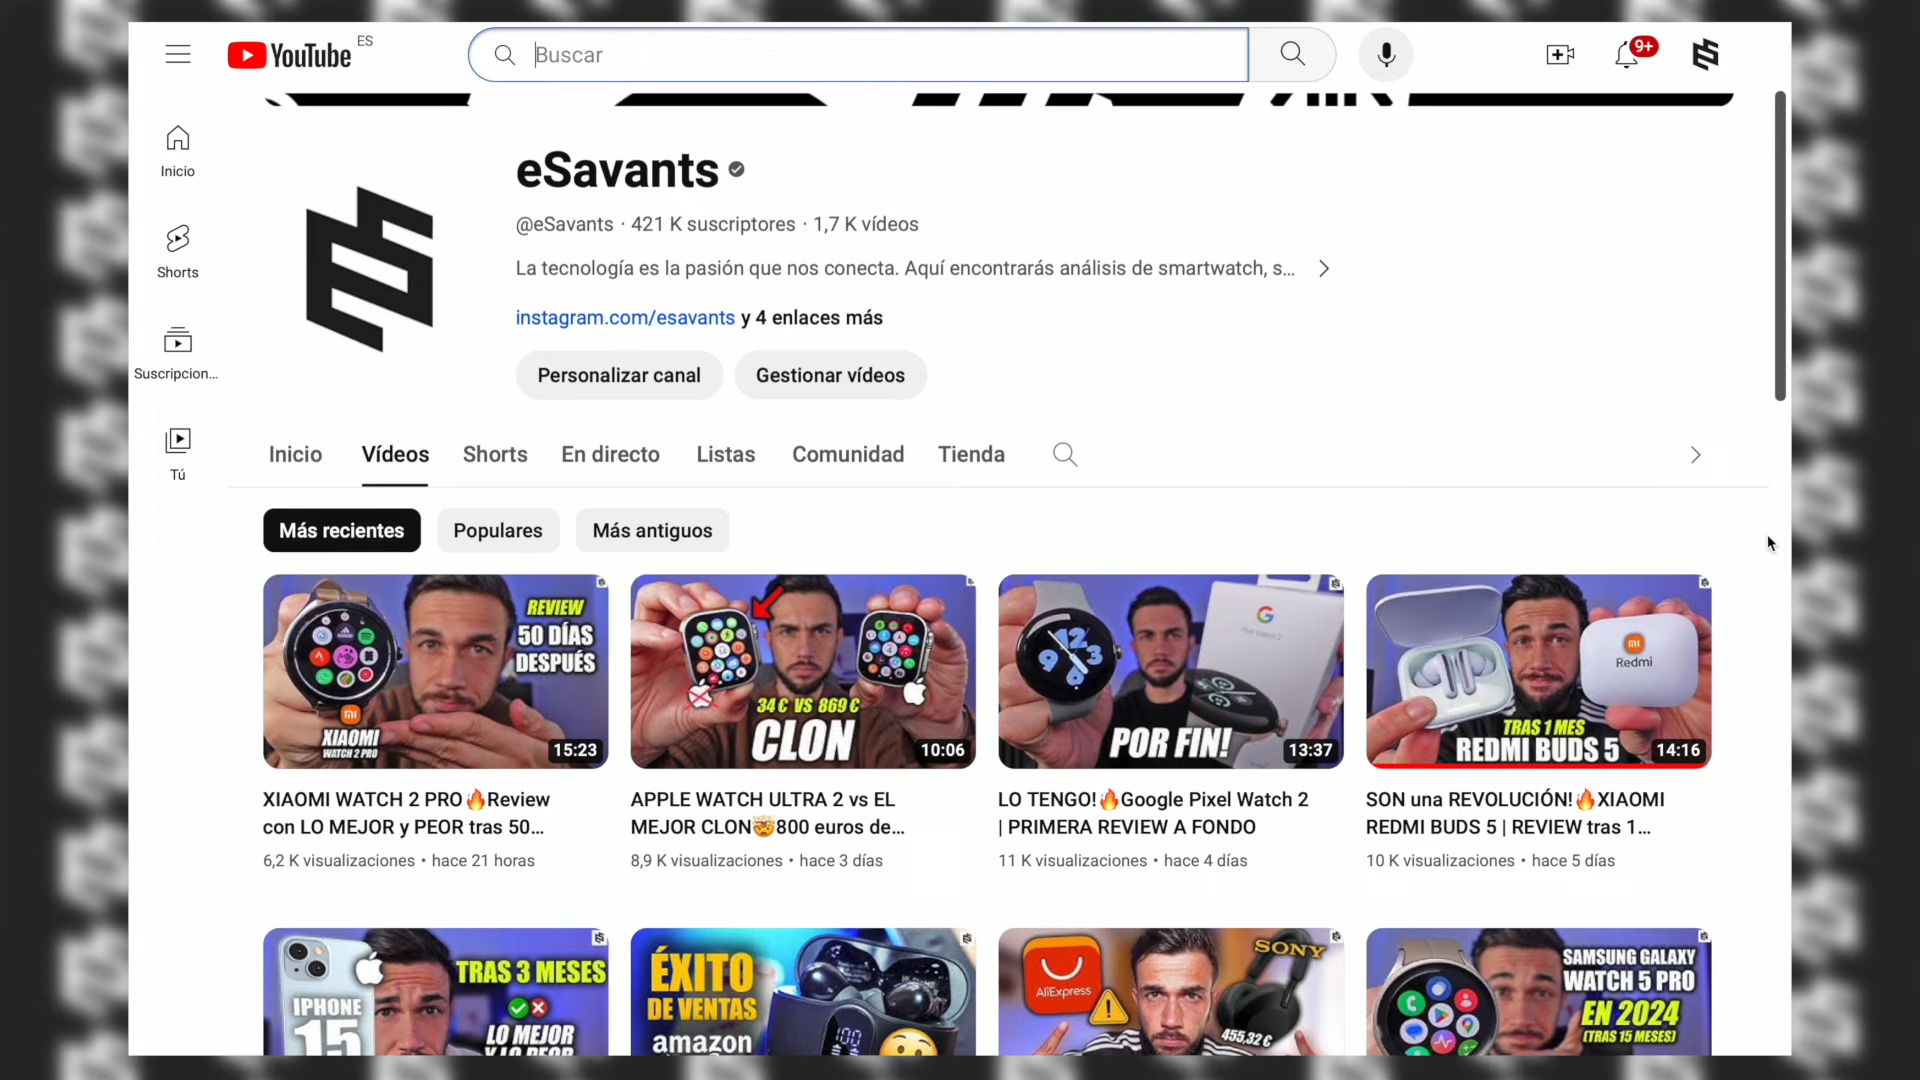 YouTube ES
Buscar
9+
Inicio
Shorts
Suscripcion...
Tú
eSavants
@eSavants · 421 K suscriptores · 1,7 K vídeos
La tecnología es la pasión que nos conecta. Aquí encontrarás análisis de smartwatch, s...
instagram.com/esavants y 4 enlaces más
Personalizar canal
Gestionar vídeos
Inicio
Vídeos
Shorts
En directo
Listas
Comunidad
Tienda
Más recientes
Populares
Más antiguos
REVIEW
50 DÍAS
DESPUÉS
XIAOMI
WATCH 2 PRO
15:23
XIAOMI WATCH 2 PRO🔥Review
con LO MEJOR y PEOR tras 50...
6,2 K visualizaciones • hace 21 horas
34 € VS 869 €
CLON
10:06
APPLE WATCH ULTRA 2 vs EL
MEJOR CLON🤯800 euros de...
8,9 K visualizaciones • hace 3 días
POR FIN!
13:37
LO TENGO!🔥Google Pixel Watch 2
| PRIMERA REVIEW A FONDO
11 K visualizaciones • hace 4 días
Redmi
TRAS 1 MES
REDMI BUDS 5
14:16
SON una REVOLUCIÓN!🔥XIAOMI
REDMI BUDS 5 | REVIEW tras 1...
10 K visualizaciones • hace 5 días
TRAS 3 MESES
IPHONE
15
LO MEJOR
Y LO PEOR
ÉXITO
DE VENTAS
amazon
100
AliExpress
SONY
455,32 €
SAMSUNG GALAXY
WATCH 5 PRO
EN 2024
(TRAS 15 MESES)